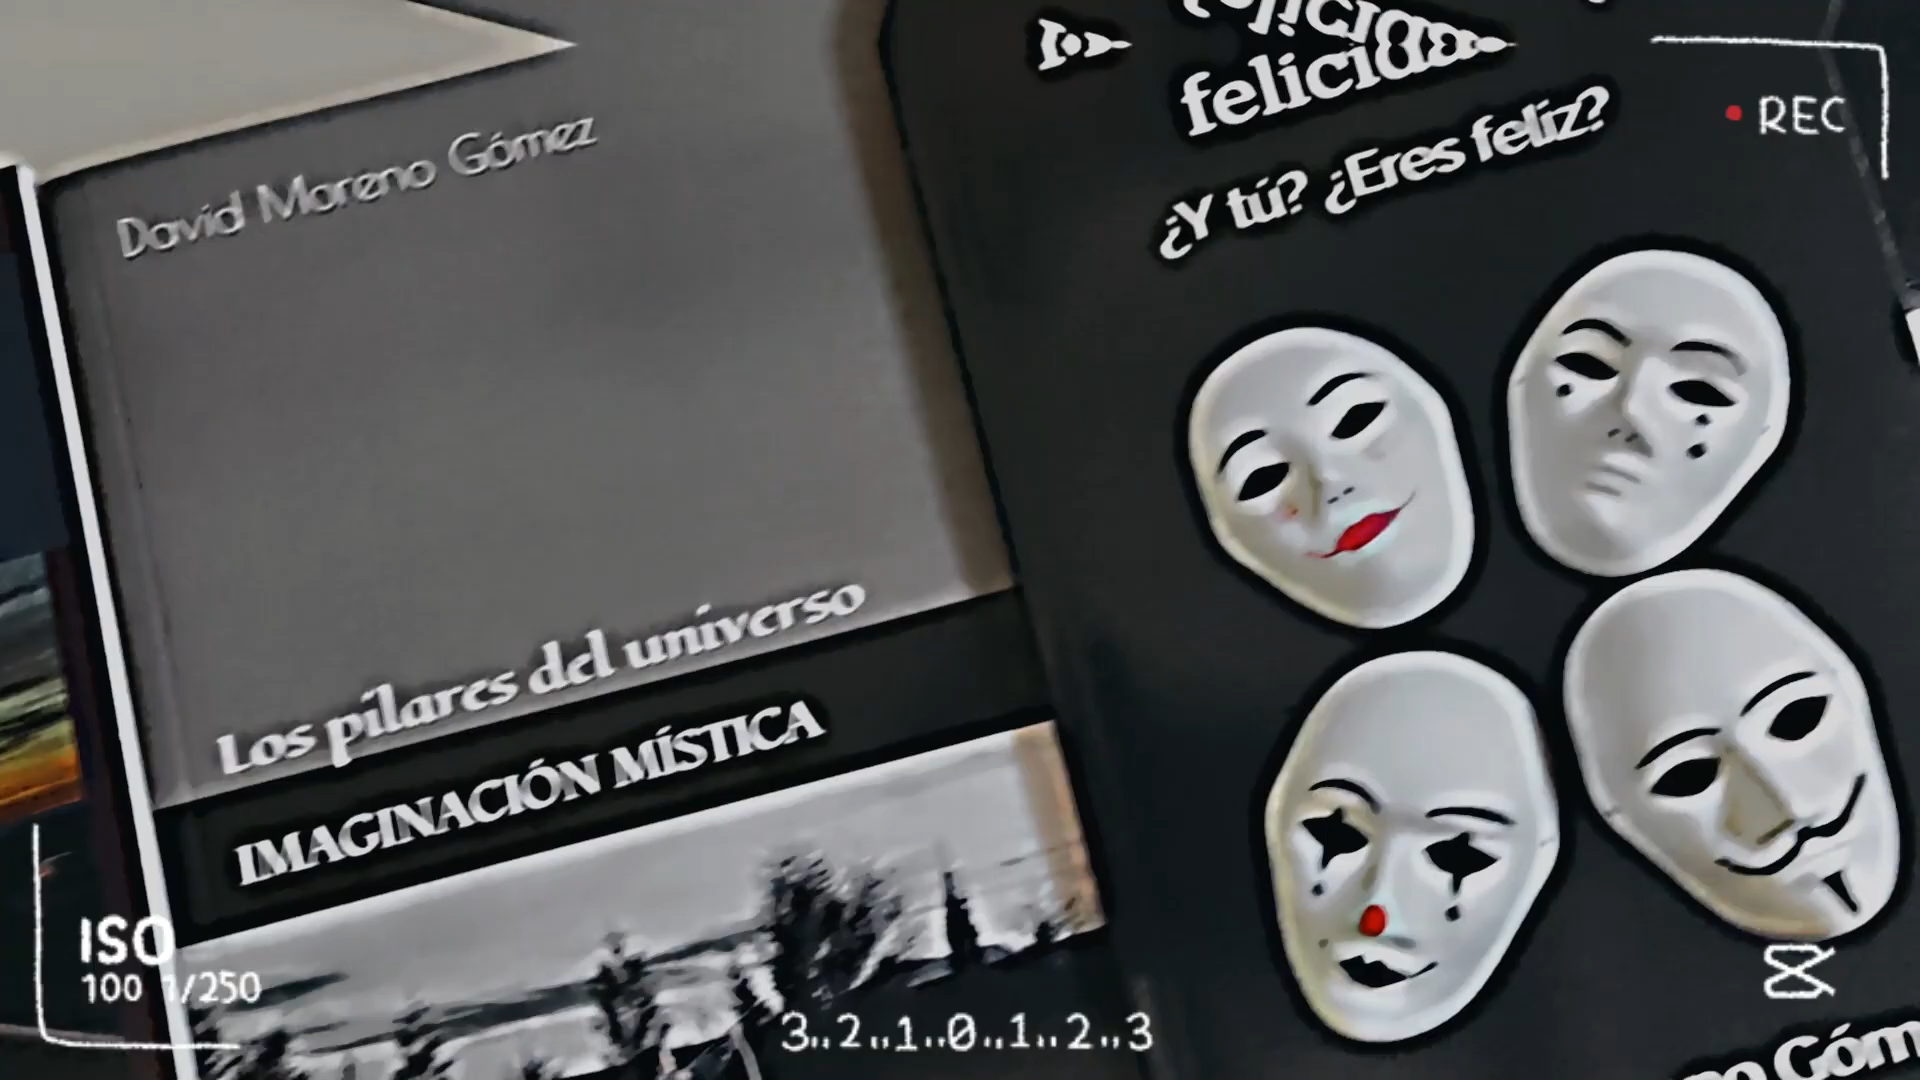 David Moreno Gómez
Los pilares del universo
IMAGINACIÓN MÍSTICA
¿Y tú? ¿Eres feliz?
REC
ISO
100 1/250
3..2..1..0..1..2..3